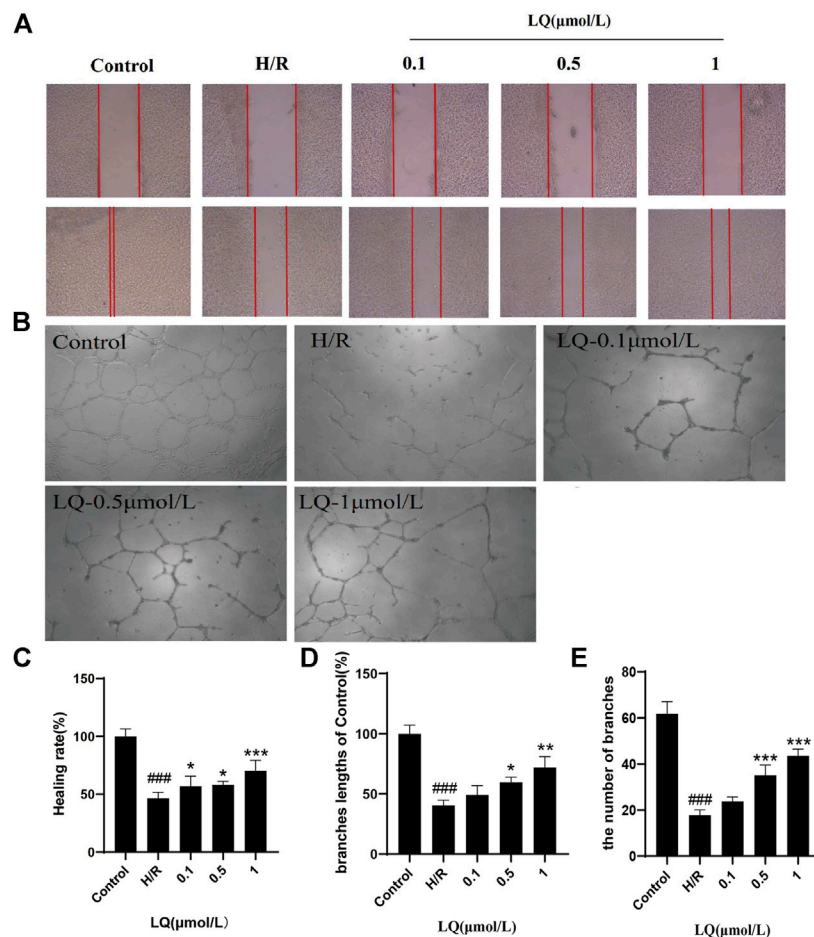 A
LQ(μmol/L)
Control H/R 0.1 0.5 1
B
Control H/R LQ-0.1μmol/L
LQ-0.5μmol/L LQ-1μmol/L
C
Healing rate(%)
150
100
50
0
###
*
*
***
Control H/R 0.1 0.5 1
LQ(μmol/L)
D
branches lengths of Control(%)
150
100
50
0
###
*
**
Control H/R 0.1 0.5 1
LQ(μmol/L)
E
the number of branches
80
60
40
20
0
###
***
***
Control H/R 0.1 0.5 1
LQ(μmol/L)